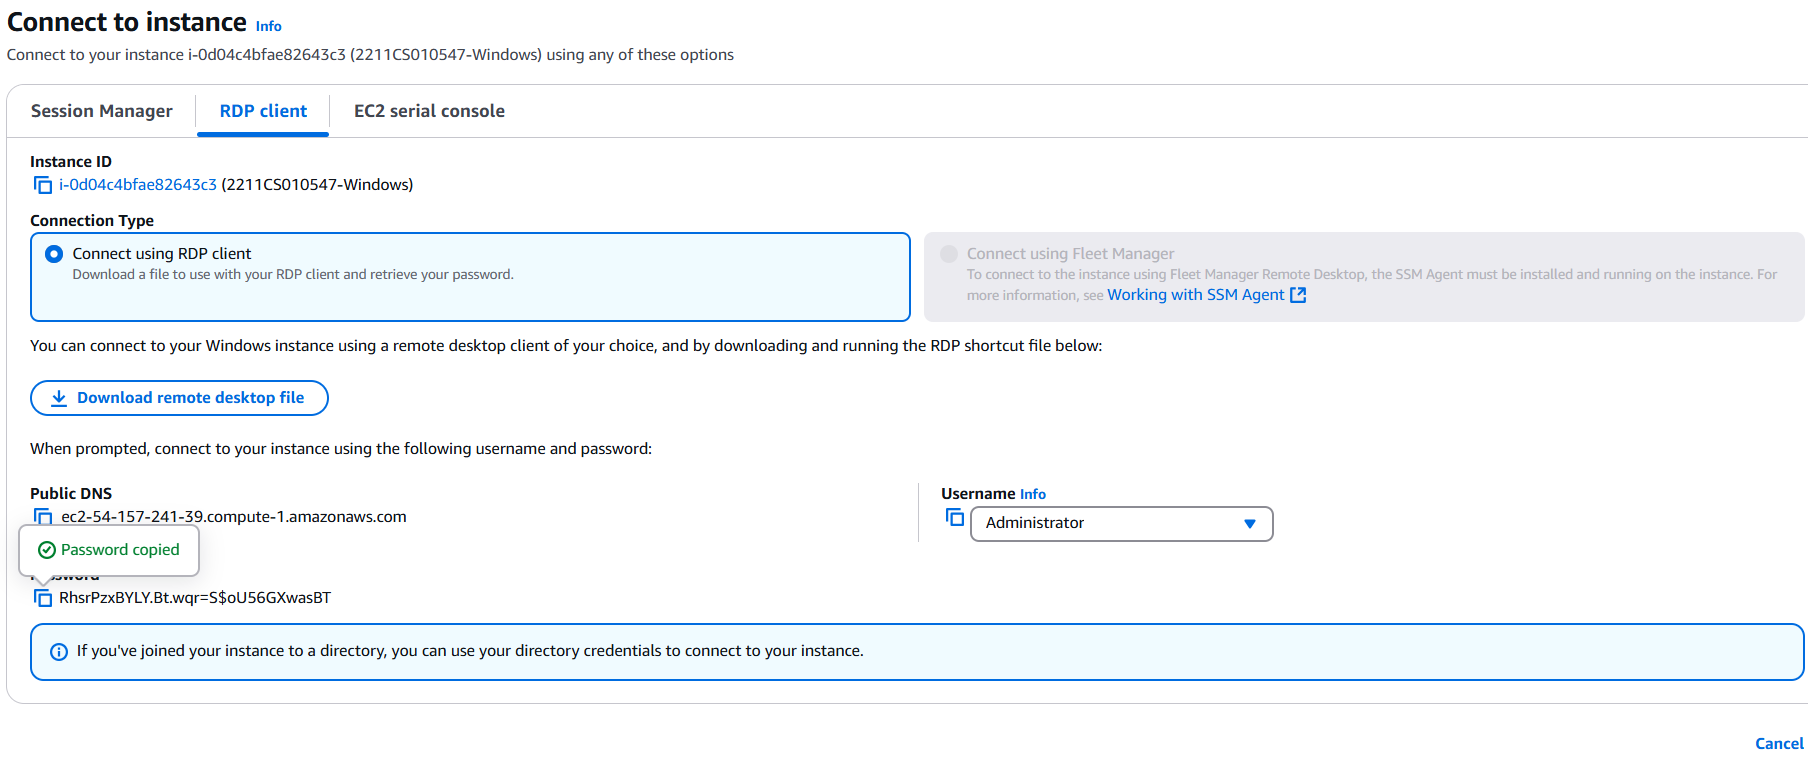 Connect to instance Info
Connect to your instance i-0d04c4bfae82643c3 (2211CS010547-Windows) using any of these options
Session Manager
RDP client
EC2 serial console
Instance ID
i-0d04c4bfae82643c3 (2211CS010547-Windows)
Connection Type
Connect using RDP client
Download a file to use with your RDP client and retrieve your password.
Connect using Fleet Manager
To connect to the instance using Fleet Manager Remote Desktop, the SSM Agent must be installed and running on the instance. For
more information, see Working with SSM Agent
You can connect to your Windows instance using a remote desktop client of your choice, and by downloading and running the RDP shortcut file below:
Download remote desktop file
When prompted, connect to your instance using the following username and password:
Public DNS
ec2-54-157-241-39.compute-1.amazonaws.com
Username Info
Administrator
Password copied
Password
RhsrPzxBYLY.Bt.wqr=S$oU56GXwasBT
If you've joined your instance to a directory, you can use your directory credentials to connect to your instance.
Cancel